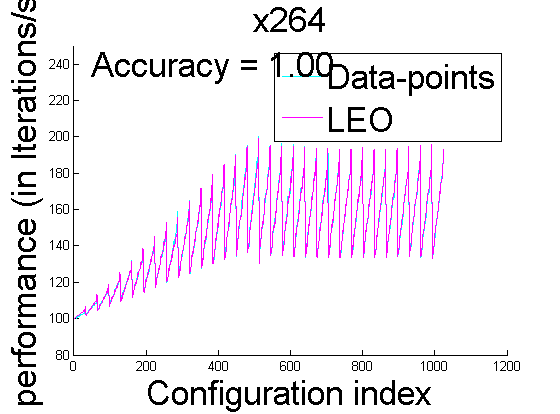 x264
performance (in Iterations/s
Accuracy = 1.00
Data-points
LEO
240
220
200
180
160
140
120
100
80
0
200
400
600
800
1000
1200
Configuration index